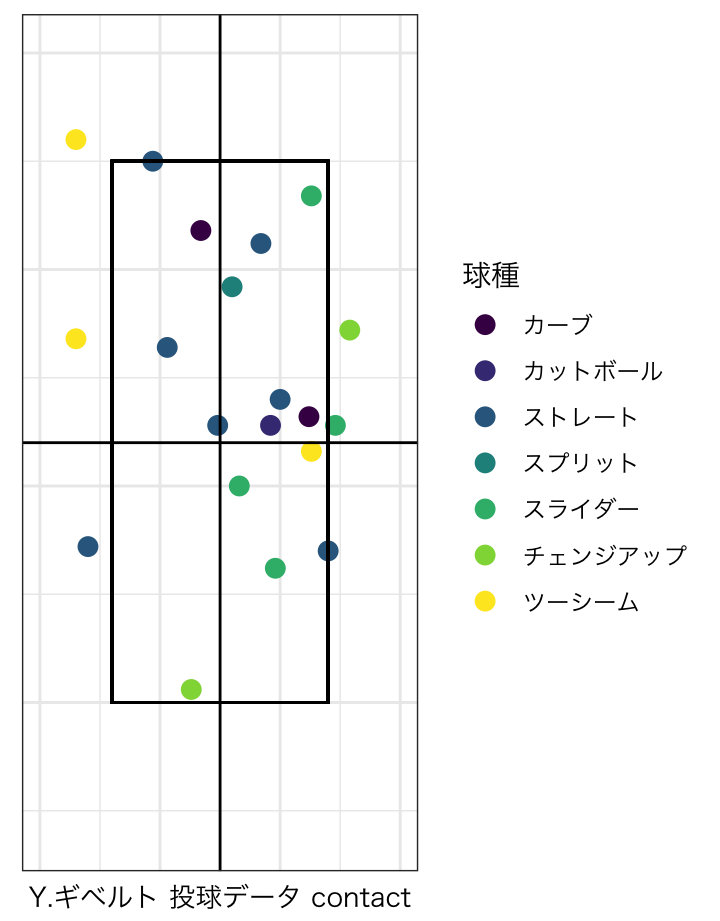 球種
カーブ
カットボール
ストレート
スプリット
スライダー
チェンジアップ
ツーシーム
Y.ギベルト 投球データ contact